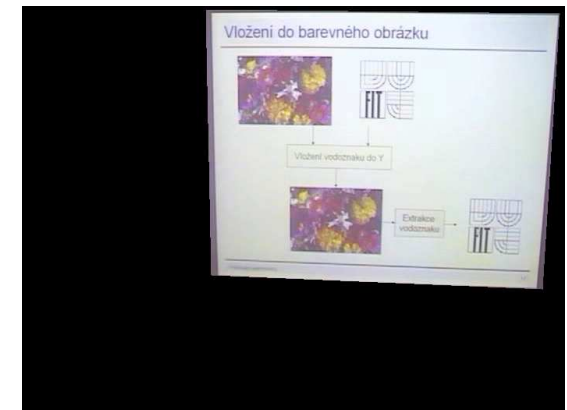 Vložení do barevného obrázku
FIT
Vložení vodoznaku do Y
Extrakce
vodoznaku
FIT